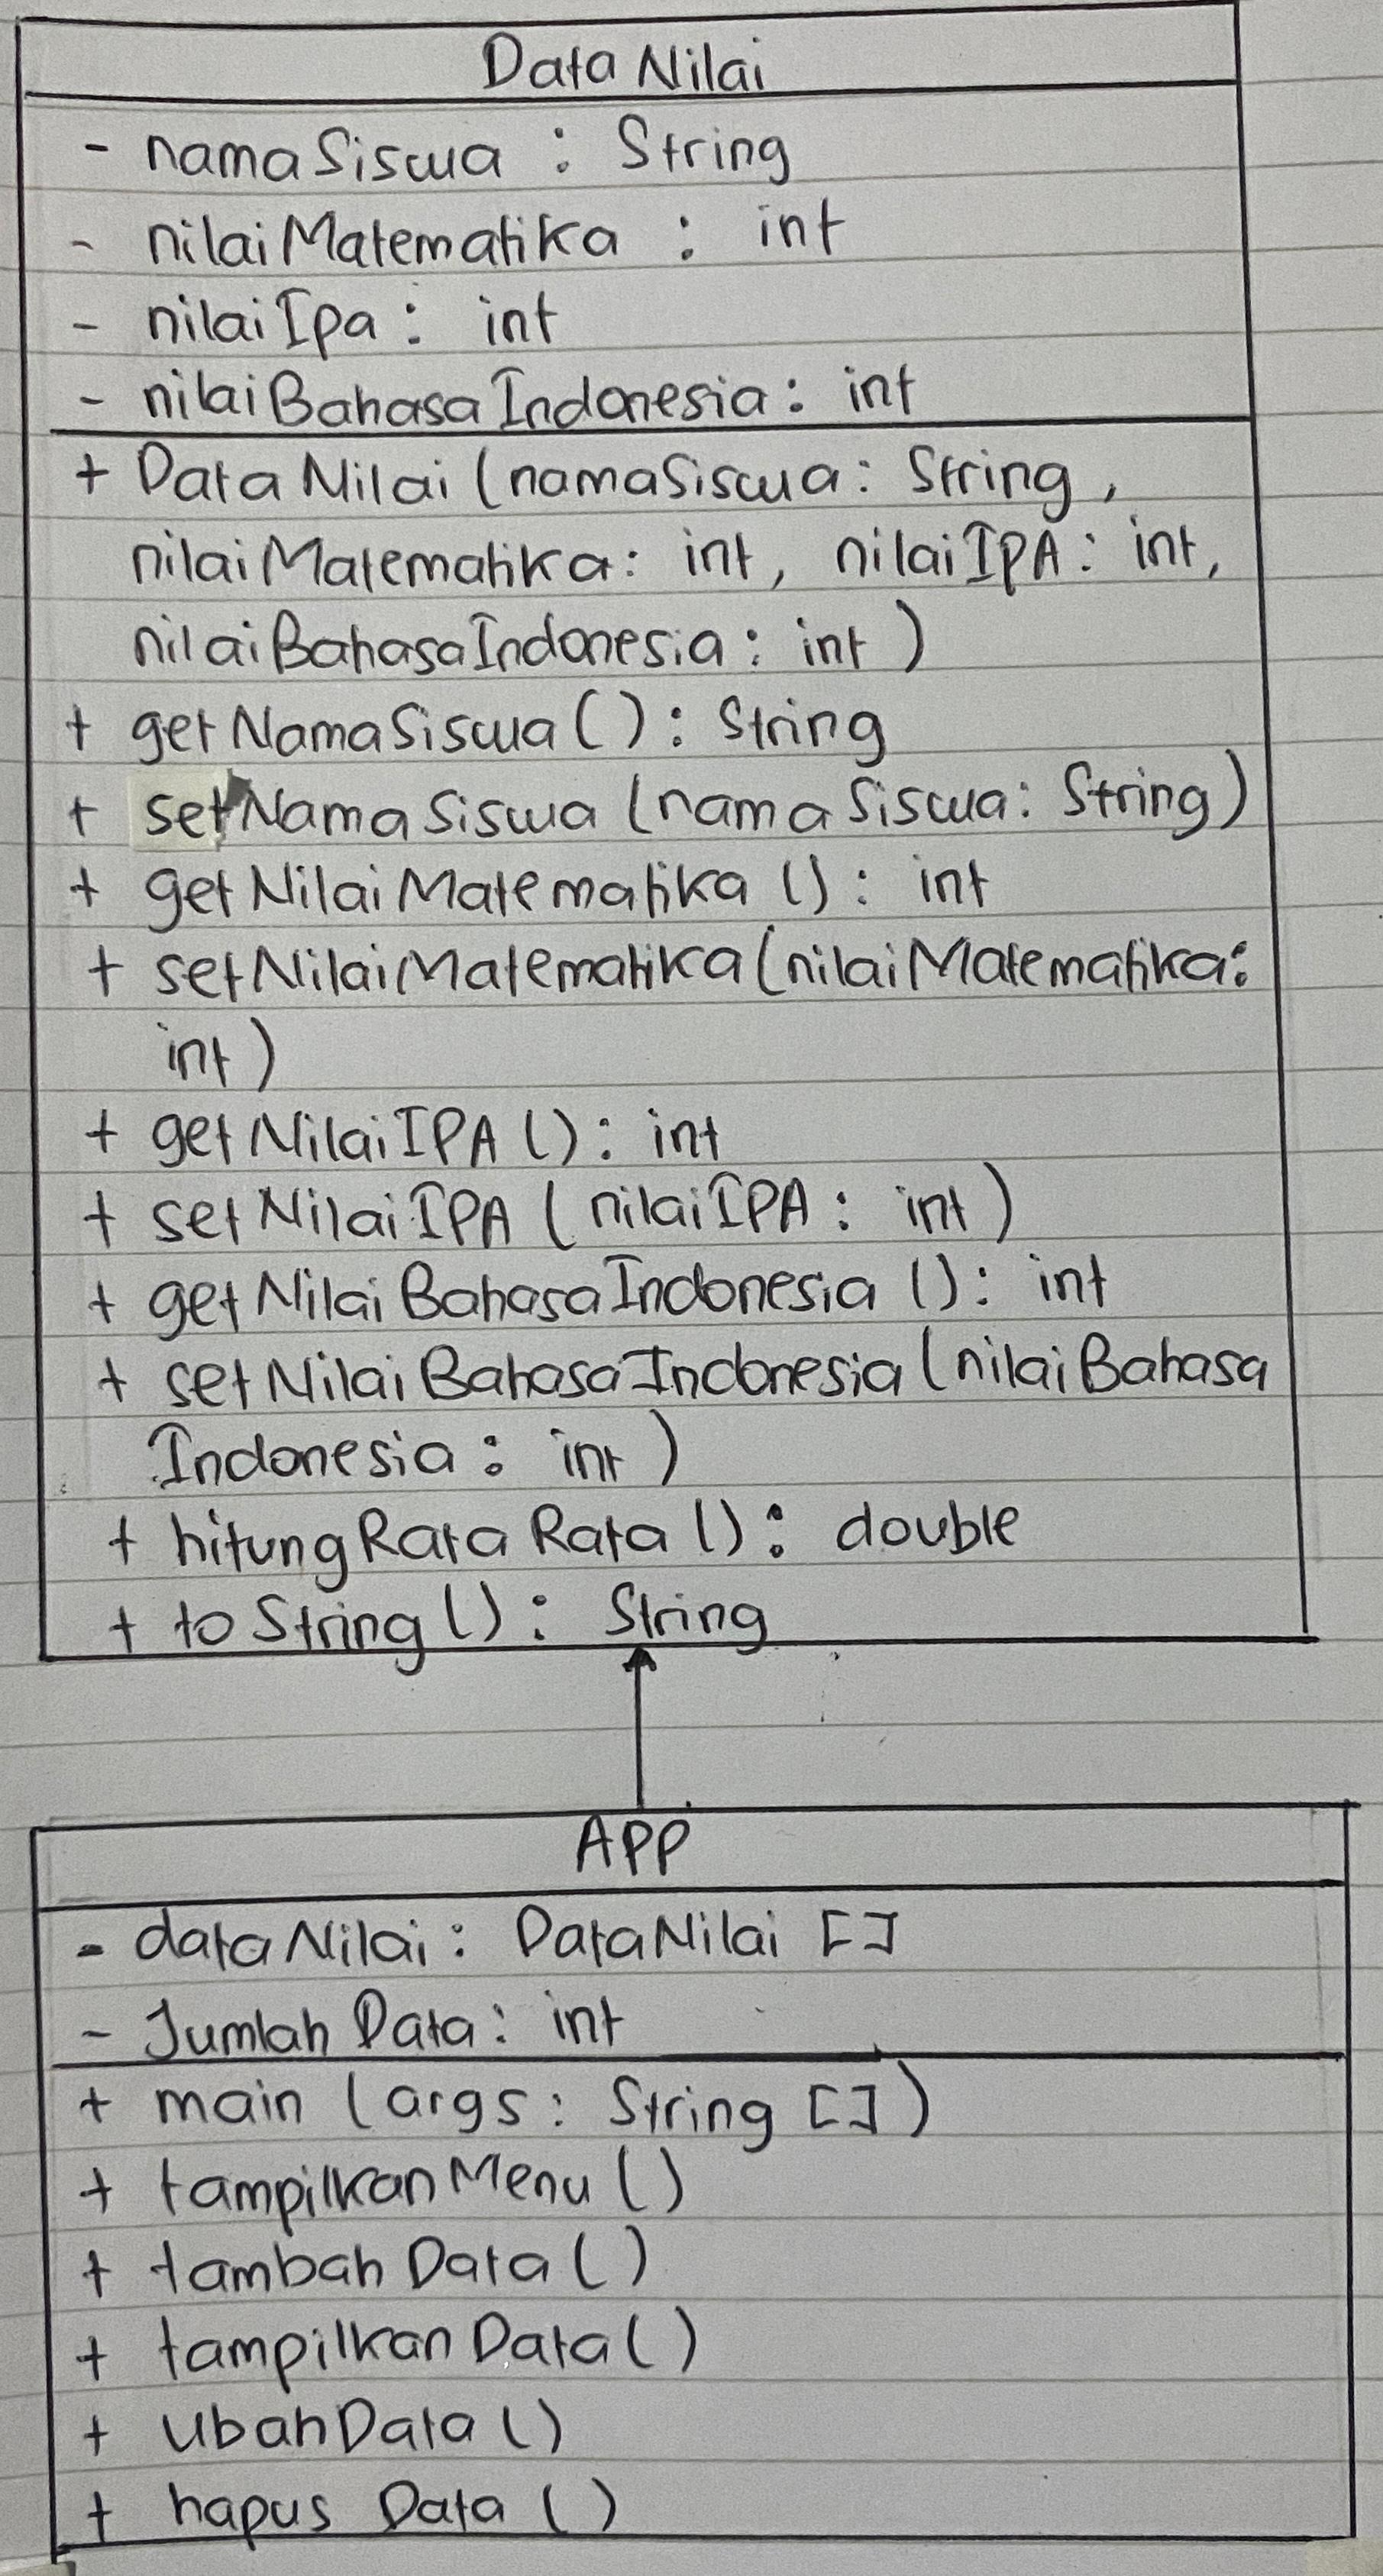 DataNilai
- namaSiswa : String
- nilaiMatematika : int
- nilaiIpa : int
- nilaiBahasaIndonesia : int
+ DataNilai (namaSiswa: String,
nilaiMatematika: int, nilaiIPA: int,
nilaiBahasaIndonesia: int)
+ getNamaSiswa() : String
+ setNamaSiswa (namaSiswa: String)
+ getNilaiMatematika () : int
+ setNilaiMatematika (nilaiMatematika:
int)
+ getNilaiIPA () : int
+ setNilaiIPA (nilaiIPA : int)
+ getNilaiBahasaIndonesia () : int
+ setNilaiBahasaIndonesia (nilaiBahasa
Indonesia : int)
+ hitungRataRata () : double
+ toString () : String
APP
- dataNilai : DataNilai []
- JumlahData : int
+ main (args : String [])
+ tampilkanMenu ()
+ tambahData ()
+ tampilkanData ()
+ UbahData ()
+ hapus Data ()